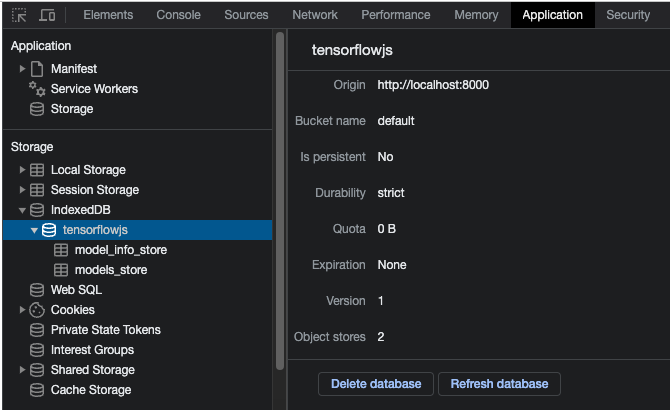 Elements Console Sources Network Performance Memory Application Security
Application
Manifest
Service Workers
Storage
Storage
Local Storage
Session Storage
IndexedDB
tensorflowjs
model_info_store
models_store
Web SQL
Cookies
Private State Tokens
Interest Groups
Shared Storage
Cache Storage
tensorflowjs
Origin http://localhost:8000
Bucket name default
Is persistent No
Durability strict
Quota 0 B
Expiration None
Version 1
Object stores 2
Delete database Refresh database